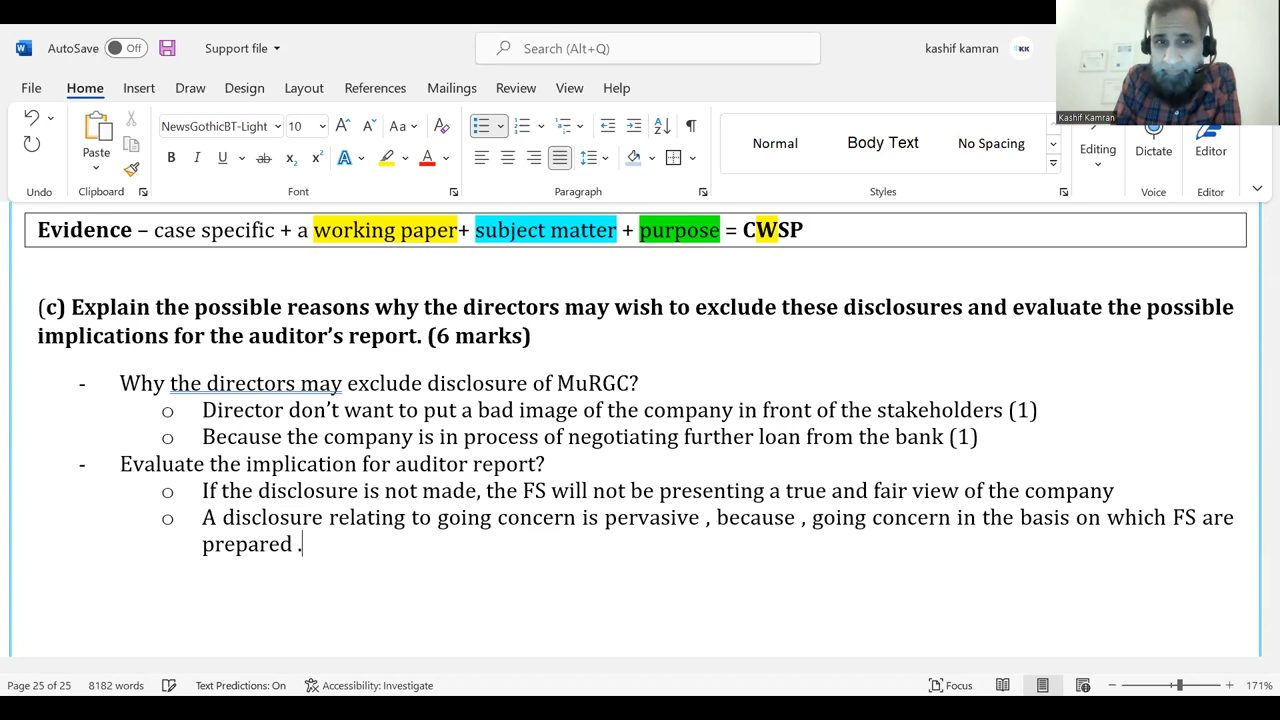 AutoSave Off Support file Search (Alt+Q) kashif kamran KK
File Home Insert Draw Design Layout References Mailings Review View Help
Kashif Kamran
NewsGothicBT-Light 10
Paste
Normal Body Text No Spacing
Editing Dictate Editor
Undo Clipboard Font Paragraph Styles Voice Editor
Evidence – case specific + a working paper+ subject matter + purpose = CWSP
(c) Explain the possible reasons why the directors may wish to exclude these disclosures and evaluate the possible
implications for the auditor’s report. (6 marks)
- Why the directors may exclude disclosure of MuRGC?
o Director don’t want to put a bad image of the company in front of the stakeholders (1)
o Because the company is in process of negotiating further loan from the bank (1)
- Evaluate the implication for auditor report?
o If the disclosure is not made, the FS will not be presenting a true and fair view of the company
o A disclosure relating to going concern is pervasive , because , going concern in the basis on which FS are
prepared .
Page 25 of 25 8182 words Text Predictions: On Accessibility: Investigate Focus 171%